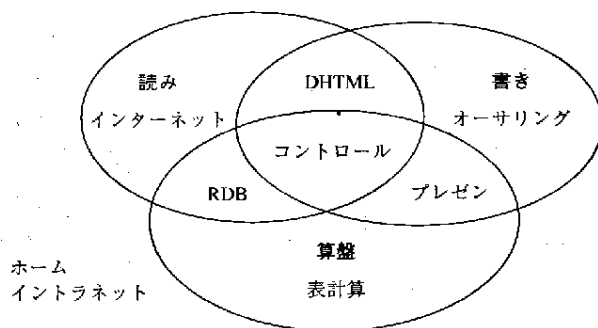 読み
DHTML
書き
インターネット
オーサリング
コントロール
RDB
プレゼン
算盤
表計算
ホーム
イントラネット